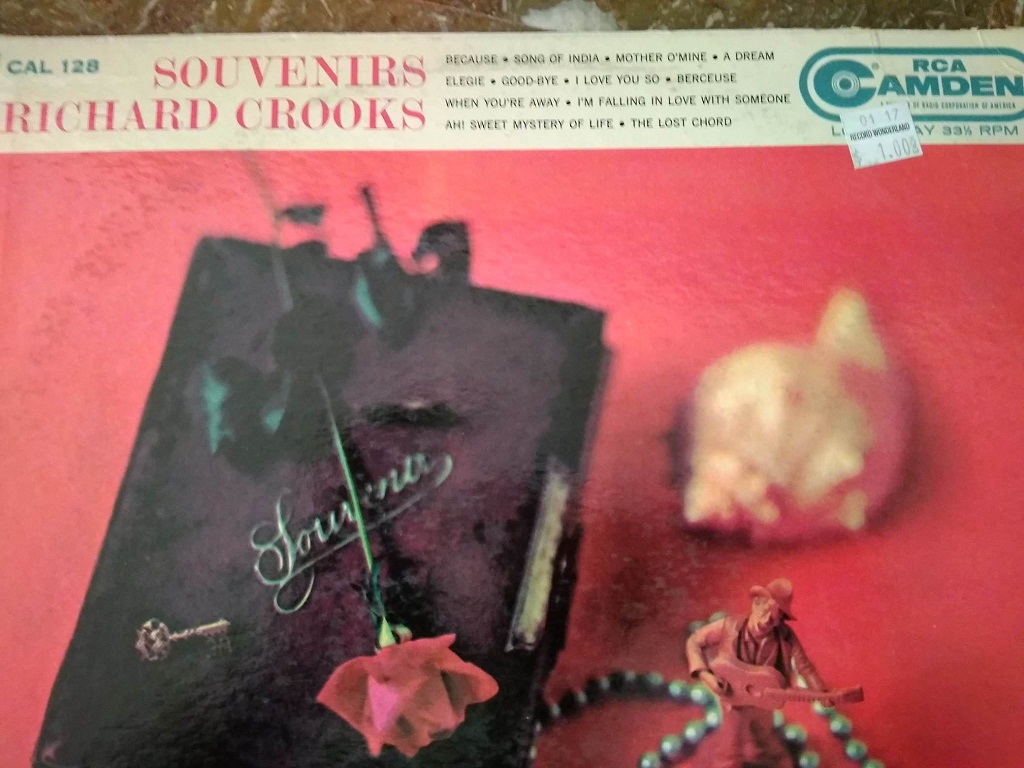 CAL 128
SOUVENIRS
RICHARD CROOKS
BECAUSE • SONG OF INDIA • MOTHER O'MINE • A DREAM
ELEGIE • GOOD-BYE • I LOVE YOU SO • BERCEUSE
WHEN YOU'RE AWAY • I'M FALLING IN LOVE WITH SOMEONE
AH! SWEET MYSTERY OF LIFE • THE LOST CHORD
RCA
CAMDEN
OF RADIO CORPORATION OF AMERICA
33⅓ RPM
01 17
RECORD WONDERLAND
$ 1.00
Souvenir